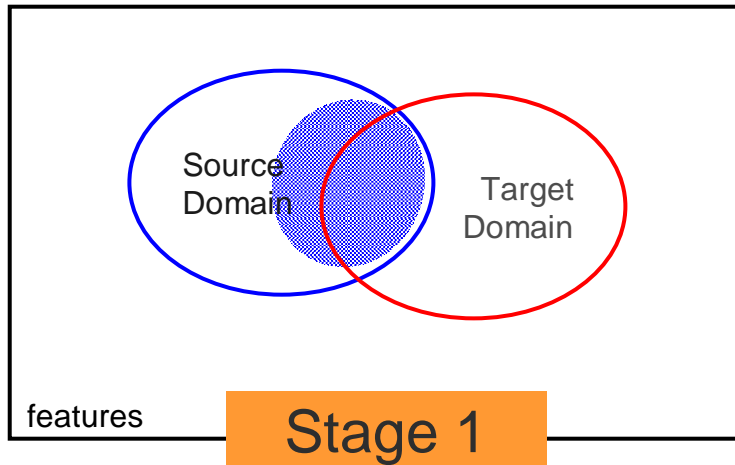 Source
Domain
Target
Domain
features
Stage 1